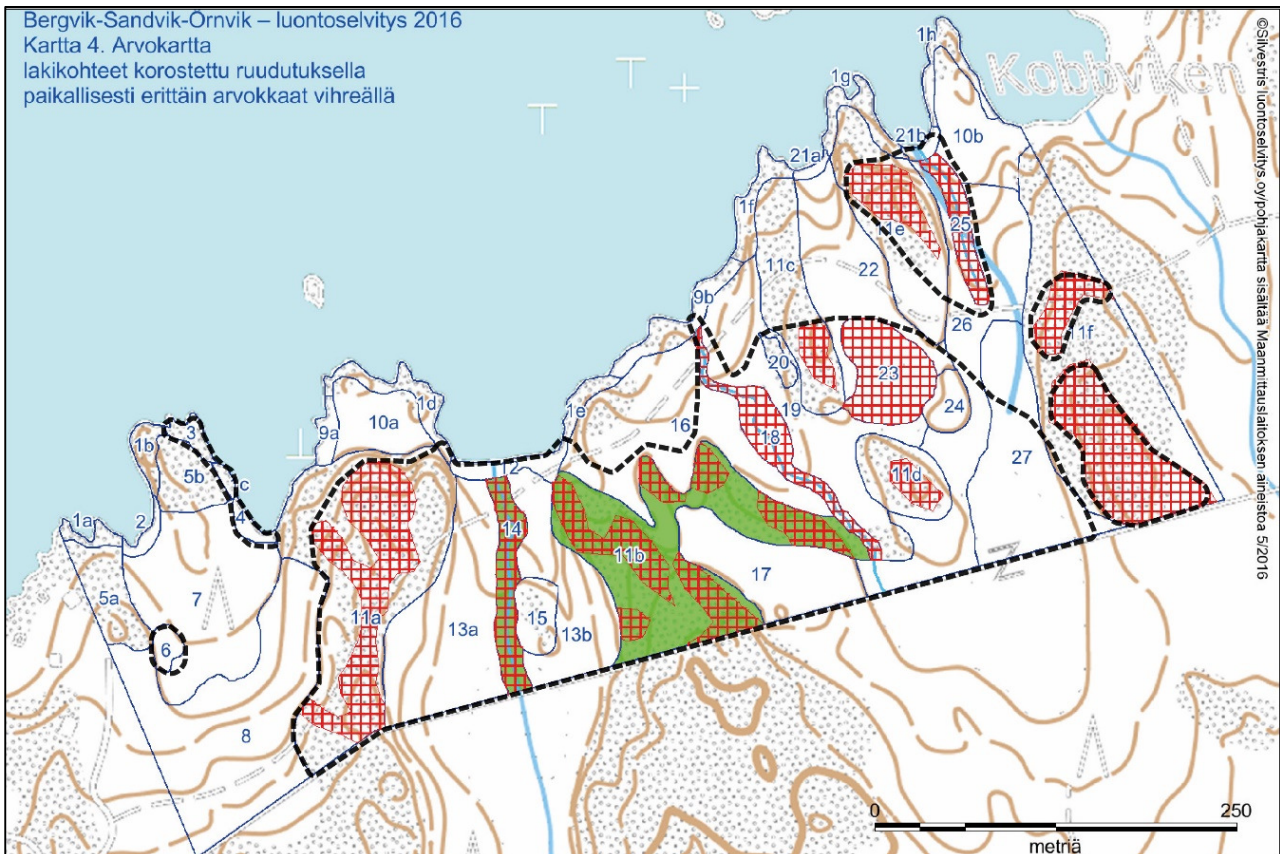 Bergvik-Sandvik-Örnvik – luontoselvitys 2016
Kartta 4. Arvokartta
lakikohteet korostettu ruudutuksella
paikallisesti erittäin arvokkaat vihreällä
©Silvestris luontoselvitys oy/pohjakartta sisältää Maanmittauslaitoksen aineistoa 5/2016
Kobbviken
1h
1g
21b
10b
21a
1f
11e
25
11c
22
9b
26
1f
20
23
1d
10a
1e
16
19
24
9a
3
1b
18
5b
12
11d
27
c
4
1a
2
14
11b
5a
7
17
11a
15
13a
13b
6
8
0
250
metriä